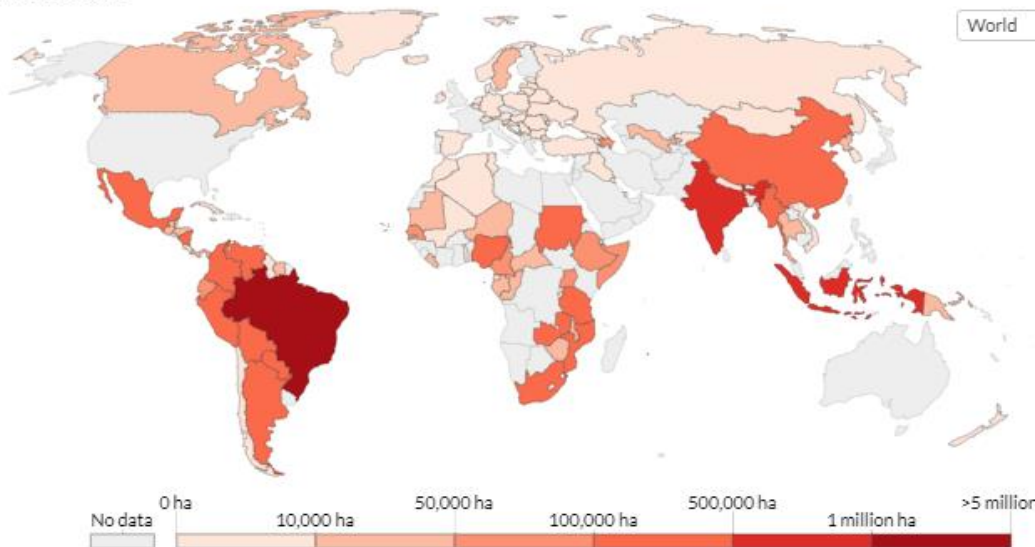 World
0 ha
50,000 ha
500,000 ha
>5 million
No data
10,000 ha
100,000 ha
1 million ha